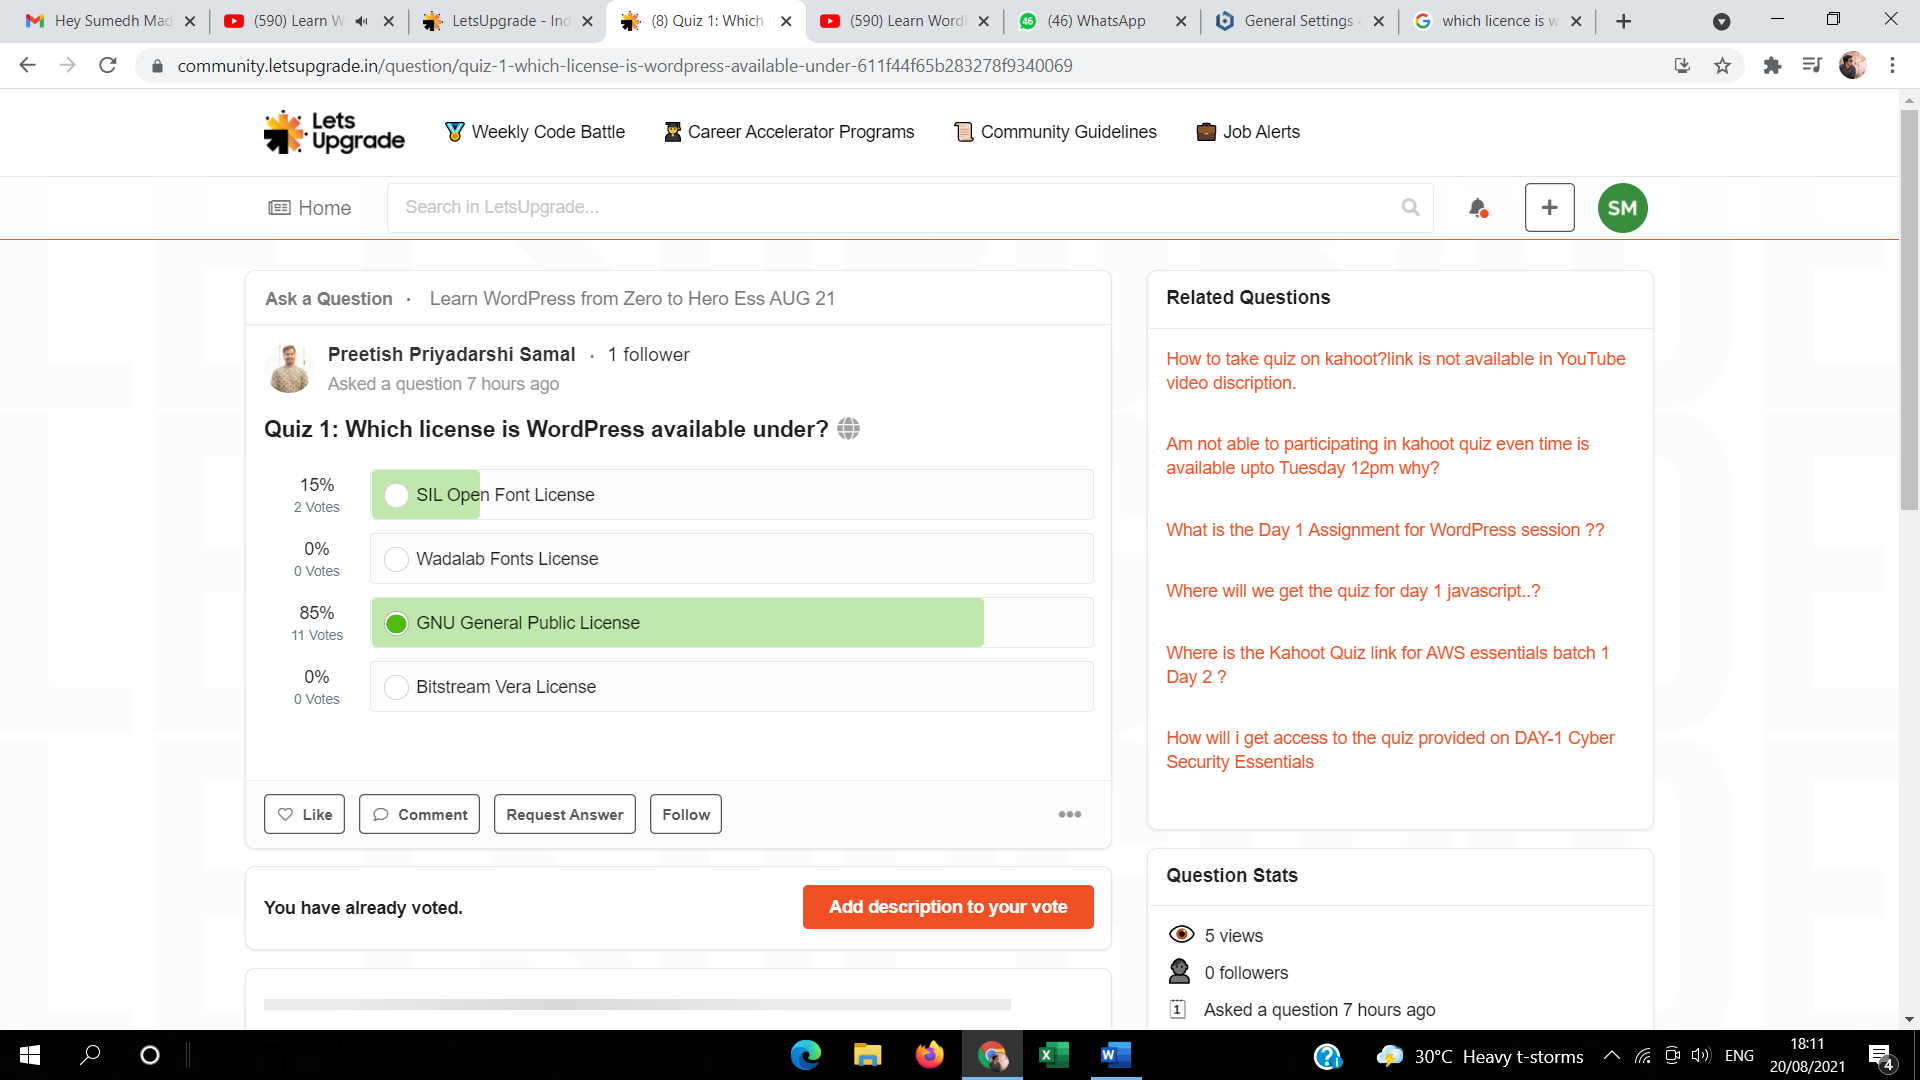 Hey Sumedh Mad
(590) Learn W
LetsUpgrade - Ind
(8) Quiz 1: Which
(590) Learn WordP
(46) WhatsApp
General Settings
which licence is w
community.letsupgrade.in/question/quiz-1-which-license-is-wordpress-available-under-611f44f65b283278f9340069
Lets
Upgrade
Weekly Code Battle
Career Accelerator Programs
Community Guidelines
Job Alerts
Home
Search in LetsUpgrade...
+
SM
Ask a Question · Learn WordPress from Zero to Hero Ess AUG 21
Preetish Priyadarshi Samal · 1 follower
Asked a question 7 hours ago
Quiz 1: Which license is WordPress available under?
15%
2 Votes
SIL Open Font License
0%
0 Votes
Wadalab Fonts License
85%
11 Votes
GNU General Public License
0%
0 Votes
Bitstream Vera License
Like
Comment
Request Answer
Follow
You have already voted.
Add description to your vote
Related Questions
How to take quiz on kahoot?link is not available in YouTube
video discription.
Am not able to participating in kahoot quiz even time is
available upto Tuesday 12pm why?
What is the Day 1 Assignment for WordPress session ??
Where will we get the quiz for day 1 javascript..?
Where is the Kahoot Quiz link for AWS essentials batch 1
Day 2 ?
How will i get access to the quiz provided on DAY-1 Cyber
Security Essentials
Question Stats
5 views
0 followers
Asked a question 7 hours ago
30°C Heavy t-storms
ENG
18:11
20/08/2021
4